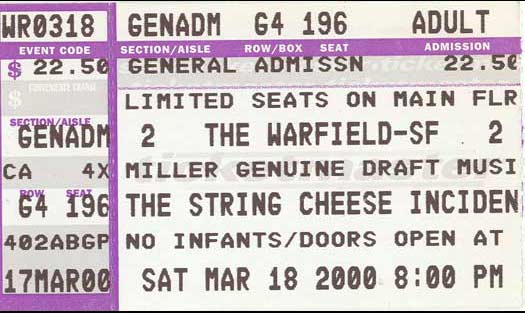 WR0318 GENADM G4 196 ADULT
EVENT CODE SECTION/AISLE ROW/BOX SEAT ADMISSION
$ 22.50 GENERAL ADMISSN 22.50
$ CONVENIENCE CHARGE
LIMITED SEATS ON MAIN FLR
SECTION/AISLE
GENADM 2 THE WARFIELD-SF 2
CA 4X MILLER GENUINE DRAFT MUSI
ROW SEAT
G4 196 THE STRING CHEESE INCIDEN
402ABGP NO INFANTS/DOORS OPEN AT
17MAR00 SAT MAR 18 2000 8:00 PM